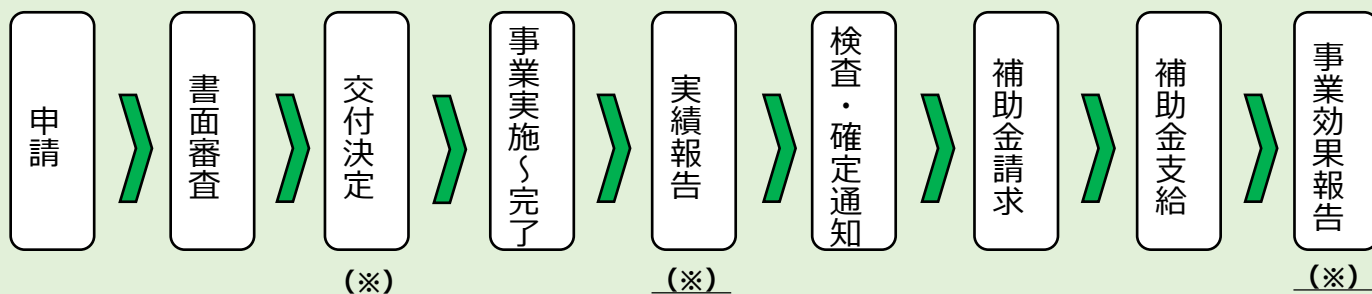 申請
書面審査
交付決定
事業実施～完了
実績報告
検査・確定通知
補助金請求
補助金支給
事業効果報告
（※）
（※）
（※）